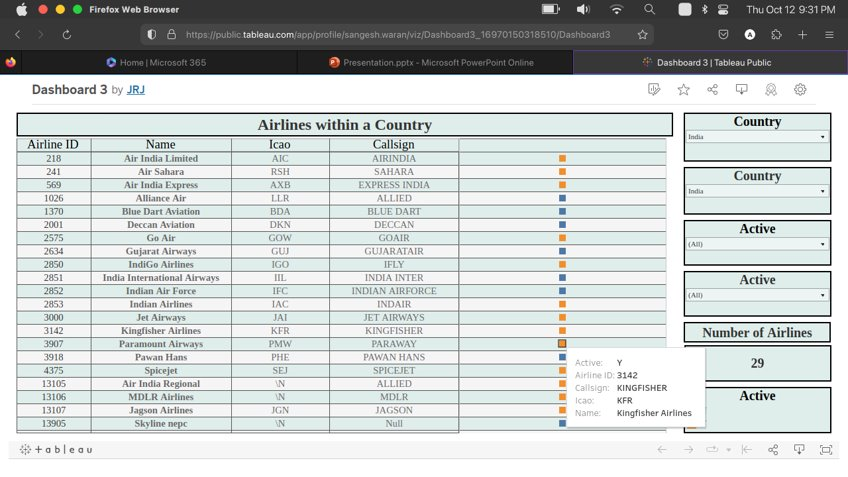 Firefox Web Browser
Thu Oct 12 9:31 PM
https://public.tableau.com/app/profile/sangesh.waran/viz/Dashboard3_16970150318510/Dashboard3
Home | Microsoft 365
Presentation.pptx - Microsoft PowerPoint Online
Dashboard 3 | Tableau Public
Dashboard 3 by JRJ
Airlines within a Country
Airline ID Name Icao Callsign
218 Air India Limited AIC AIRINDIA
241 Air Sahara RSH SAHARA
569 Air India Express AXB EXPRESS INDIA
1026 Alliance Air LLR ALLIED
1370 Blue Dart Aviation BDA BLUE DART
2001 Deccan Aviation DKN DECCAN
2575 Go Air GOW GOAIR
2634 Gujarat Airways GUJ GUJARATAIR
2850 IndiGo Airlines IGO IFLY
2851 India International Airways IIL INDIA INTER
2852 Indian Air Force IFC INDIAN AIRFORCE
2853 Indian Airlines IAC INDAIR
3000 Jet Airways JAI JET AIRWAYS
3142 Kingfisher Airlines KFR KINGFISHER
3907 Paramount Airways PMW PARAWAY
3918 Pawan Hans PHE PAWAN HANS
4375 Spicejet SEJ SPICEJET
13105 Air India Regional \N ALLIED
13106 MDLR Airlines \N MDLR
13107 Jagson Airlines JGN JAGSON
13905 Skyline nepc \N Null
Active: Y
Airline ID: 3142
Callsign: KINGFISHER
Icao: KFR
Name: Kingfisher Airlines
Country
India
Country
India
Active
(All)
Active
(All)
Number of Airlines
29
Active
+ a b l e a u